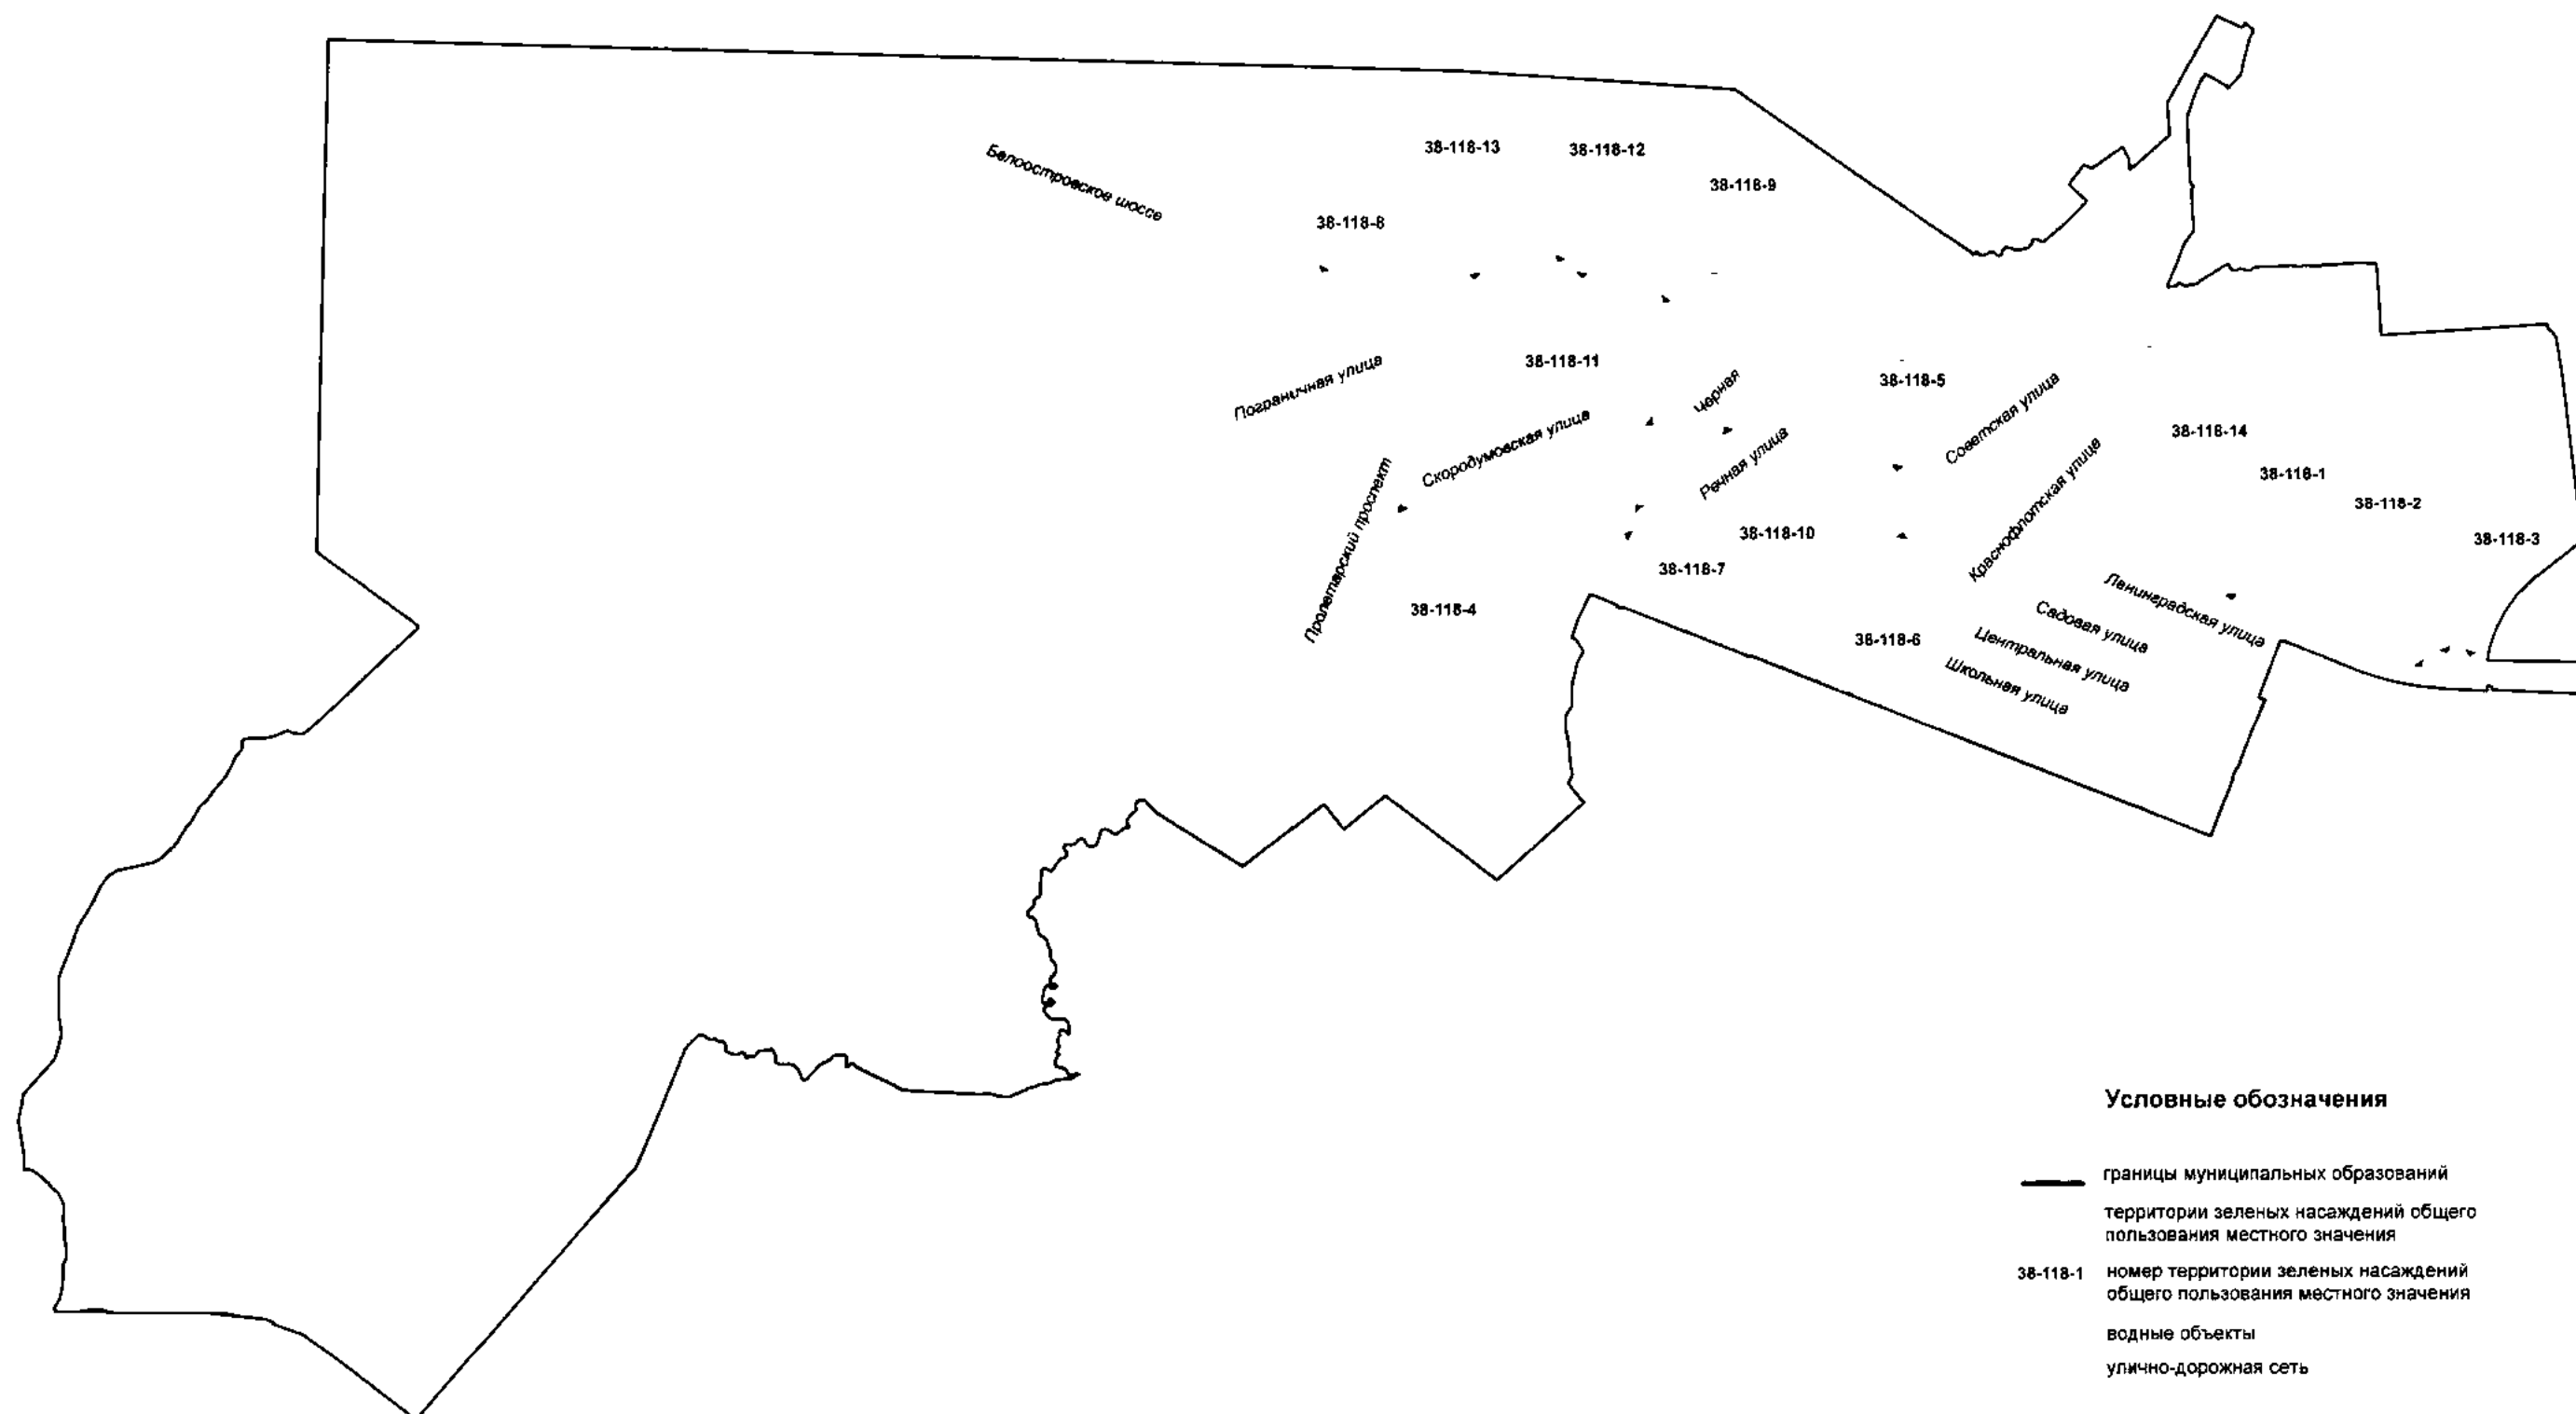 38-118-13
38-118-12
Белоостровское шоссе
38-118-9
38-118-8
38-118-11
Пограничная улица
38-118-5
Черная
Советская улица
38-118-14
Скородумовская улица
Речная улица
38-118-1
38-118-2
Краснофлотская улица
38-118-10
38-118-3
Пролетарский проспект
38-118-7
38-118-4
Ленинградская улица
Садовая улица
38-118-6
Центральная улица
Школьная улица
Условные обозначения
границы муниципальных образований
территории зеленых насаждений общего
пользования местного значения
38-118-1 номер территории зеленых насаждений
общего пользования местного значения
водные объекты
улично-дорожная сеть